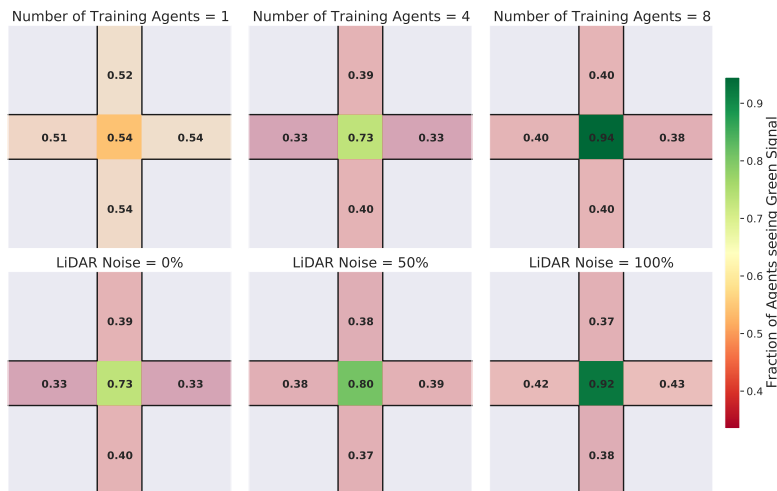 Number of Training Agents = 1
Number of Training Agents = 4
Number of Training Agents = 8
0.52
0.39
0.40
0.51 0.54 0.54
0.33 0.73 0.33
0.40 0.94 0.38
0.54
0.40
0.40
LiDAR Noise = 0%
LiDAR Noise = 50%
LiDAR Noise = 100%
0.39
0.38
0.37
0.33 0.73 0.33
0.38 0.80 0.39
0.42 0.92 0.43
0.40
0.37
0.38
0.9
0.8
0.7
0.6
0.5
0.4
Fraction of Agents seeing Green Signal